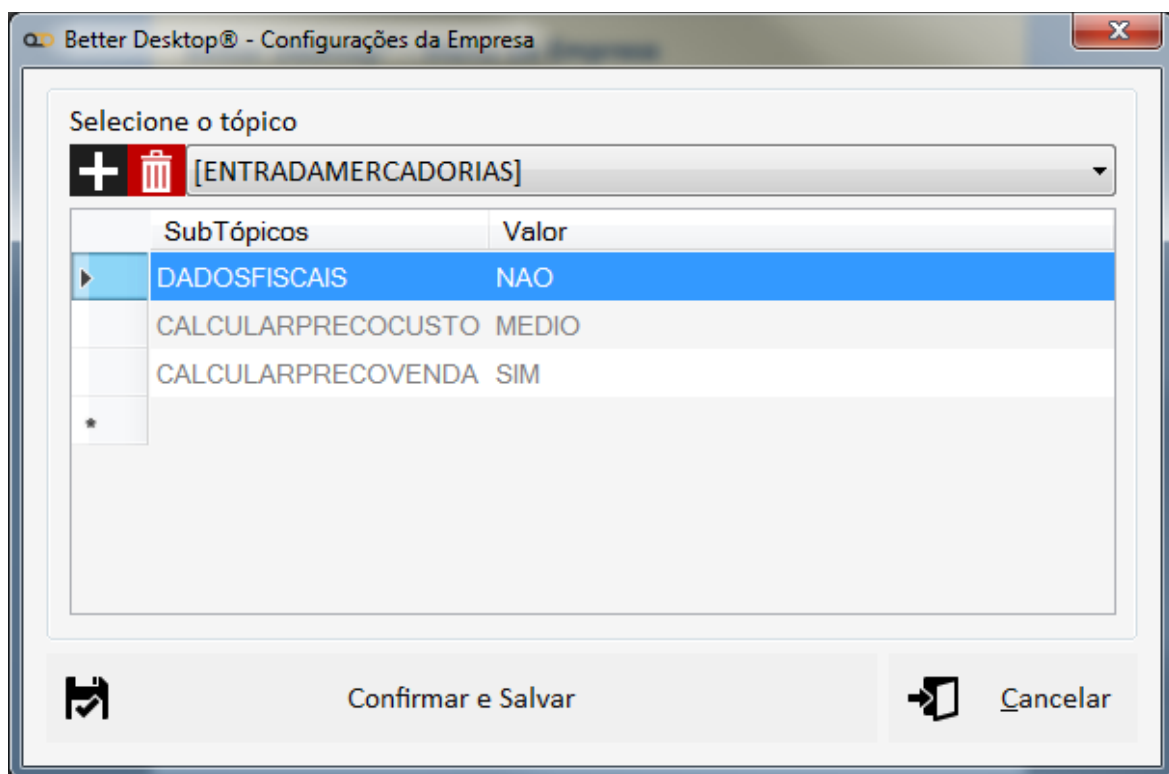 Better Desktop® - Configurações da Empresa
Selecione o tópico
[ENTRADAMERCADORIAS]
SubTópicos Valor
DADOSFISCAIS NAO
CALCULARPRECOCUSTO MEDIO
CALCULARPRECOVENDA SIM
Confirmar e Salvar Cancelar